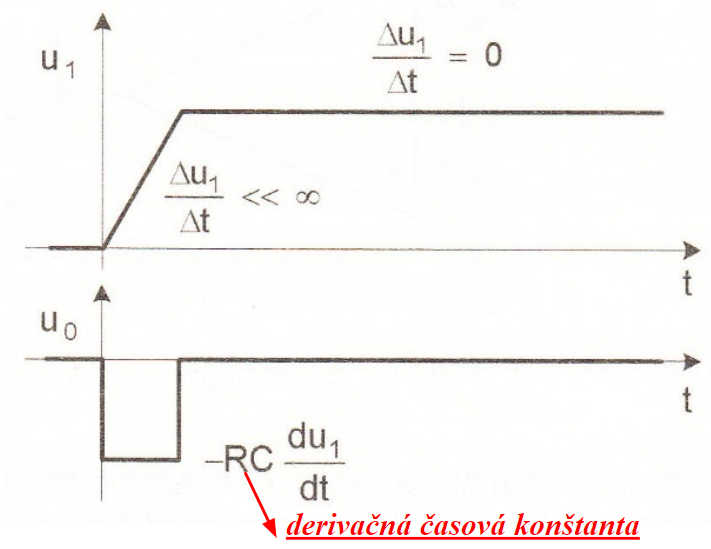 u₁
Δu₁/Δt = 0
Δu₁/Δt << ∞
t
u₀
t
–RC du₁/dt
derivačná časová konštanta